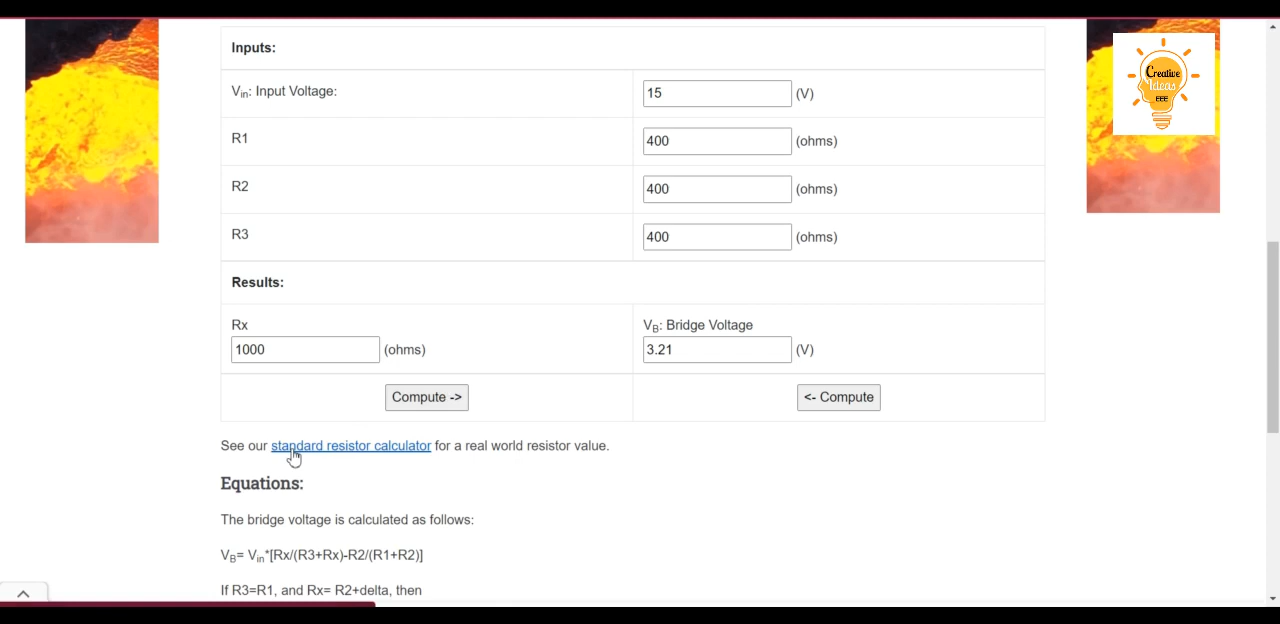 Creative
Ideas
EEE
Inputs:
Vin: Input Voltage: 15 (V)
R1 400 (ohms)
R2 400 (ohms)
R3 400 (ohms)
Results:
Rx VB: Bridge Voltage
1000 (ohms) 3.21 (V)
Compute -> <- Compute
See our standard resistor calculator for a real world resistor value.
Equations:
The bridge voltage is calculated as follows:
VB= Vin*[Rx/(R3+Rx)-R2/(R1+R2)]
If R3=R1, and Rx= R2+delta, then